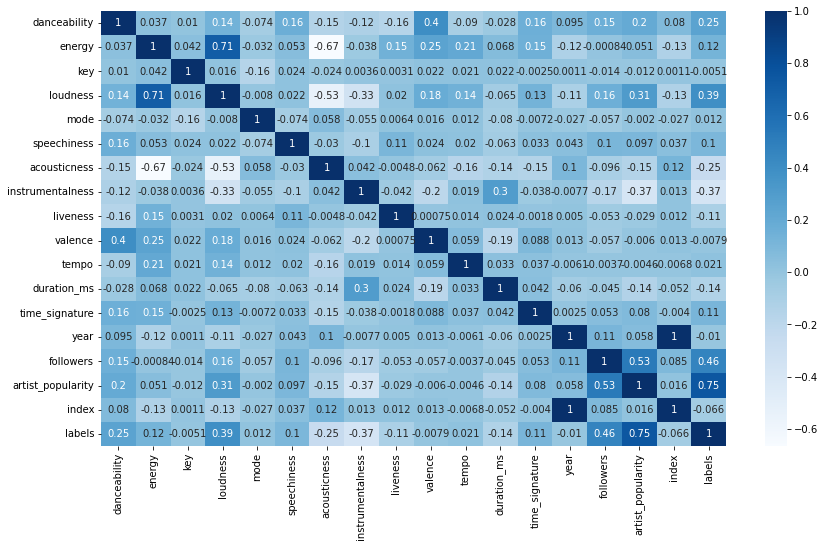 danceability 1 0.037 0.01 0.14 -0.074 0.16 -0.15 -0.12 -0.16 0.4 -0.09 -0.028 0.16 0.095 0.15 0.2 0.08 0.25
energy 0.037 1 0.042 0.71 -0.032 0.053 -0.67 -0.038 0.15 0.25 0.21 0.068 0.15 -0.12 -0.00084 0.051 -0.13 0.12
key 0.01 0.042 1 0.016 -0.16 0.024 -0.024 0.0036 0.0031 0.022 0.021 0.022 -0.0025 0.0011 -0.014 -0.012 0.0011 -0.0051
loudness 0.14 0.71 0.016 1 -0.008 0.022 -0.53 -0.33 0.02 0.18 0.14 -0.065 0.13 -0.11 0.16 0.31 -0.13 0.39
mode -0.074 -0.032 -0.16 -0.008 1 -0.074 0.058 -0.055 0.0064 0.016 0.012 -0.08 -0.0072 -0.027 -0.057 -0.002 -0.027 0.012
speechiness 0.16 0.053 0.024 0.022 -0.074 1 -0.03 -0.1 0.11 0.024 0.02 -0.063 0.033 0.043 0.1 0.097 0.037 0.1
acousticness -0.15 -0.67 -0.024 -0.53 0.058 -0.03 1 0.042 -0.0048 -0.062 -0.16 -0.14 -0.15 0.1 -0.096 -0.15 0.12 -0.25
instrumentalness -0.12 -0.038 0.0036 -0.33 -0.055 -0.1 0.042 1 -0.042 -0.2 0.019 0.3 -0.038 -0.0077 -0.17 -0.37 0.013 -0.37
liveness -0.16 0.15 0.0031 0.02 0.0064 0.11 -0.0048 -0.042 1 0.00075 0.014 0.024 -0.0018 0.005 -0.053 -0.029 0.012 -0.11
valence 0.4 0.25 0.022 0.18 0.016 0.024 -0.062 -0.2 0.00075 1 0.059 -0.19 0.088 0.013 -0.057 -0.006 0.013 -0.0079
tempo -0.09 0.21 0.021 0.14 0.012 0.02 -0.16 0.019 0.014 0.059 1 0.033 0.037 -0.0061 -0.0037 -0.0046 -0.0068 0.021
duration_ms -0.028 0.068 0.022 -0.065 -0.08 -0.063 -0.14 0.3 0.024 -0.19 0.033 1 0.042 -0.06 -0.045 -0.14 -0.052 -0.14
time_signature 0.16 0.15 -0.0025 0.13 -0.0072 0.033 -0.15 -0.038 -0.0018 0.088 0.037 0.042 1 0.0025 0.053 0.08 -0.004 0.11
year 0.095 -0.12 0.0011 -0.11 -0.027 0.043 0.1 -0.0077 0.005 0.013 -0.0061 -0.06 0.0025 1 0.11 0.058 1 -0.01
followers 0.15 -0.00084 -0.014 0.16 -0.057 0.1 -0.096 -0.17 -0.053 -0.057 -0.0037 -0.045 0.053 0.11 1 0.53 0.085 0.46
artist_popularity 0.2 0.051 -0.012 0.31 -0.002 0.097 -0.15 -0.37 -0.029 -0.006 -0.0046 -0.14 0.08 0.058 0.53 1 0.016 0.75
index 0.08 -0.13 0.0011 -0.13 -0.027 0.037 0.12 0.013 0.012 0.013 -0.0068 -0.052 -0.004 1 0.085 0.016 1 -0.066
labels 0.25 0.12 -0.0051 0.39 0.012 0.1 -0.25 -0.37 -0.11 -0.0079 0.021 -0.14 0.11 -0.01 0.46 0.75 -0.066 1
danceability energy key loudness mode speechiness acousticness instrumentalness liveness valence tempo duration_ms time_signature year followers artist_popularity index labels
1.0
0.8
0.6
0.4
0.2
0.0
−0.2
−0.4
−0.6